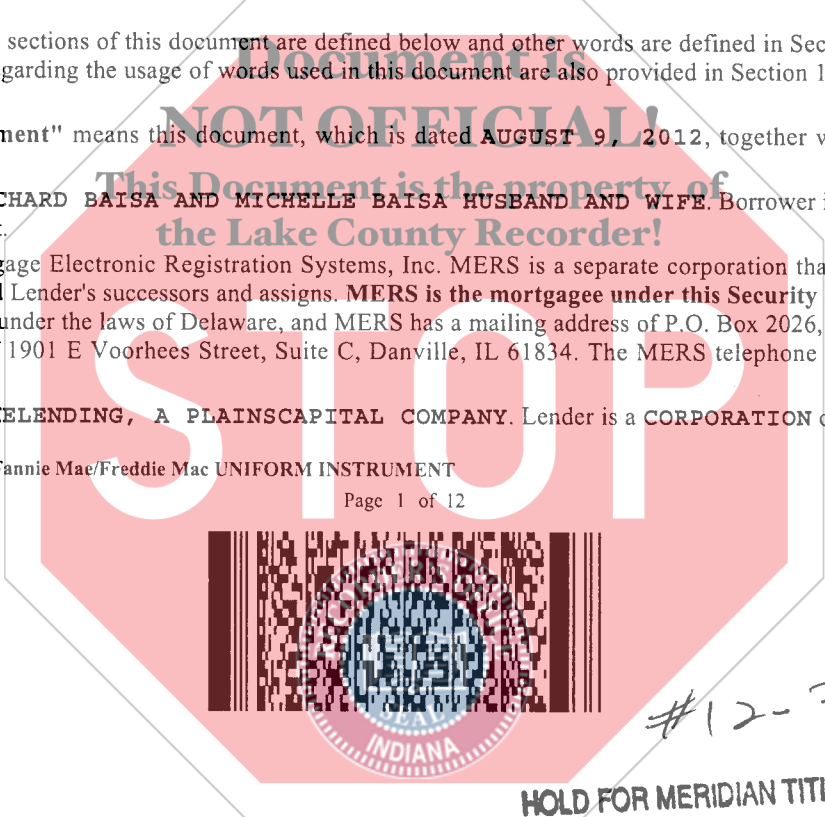 sections of this document are defined below and other words are defined in Sec
garding the usage of words used in this document are also provided in Section 1
Document is
NOT OFFICIAL!
ment" means this document, which is dated AUGUST 9, 2012, together w
This Document is the property of
CHARD BAISA AND MICHELLE BAISA HUSBAND AND WIFE. Borrower i
the Lake County Recorder!
gage Electronic Registration Systems, Inc. MERS is a separate corporation tha
Lender's successors and assigns. MERS is the mortgagee under this Security
under the laws of Delaware, and MERS has a mailing address of P.O. Box 2026,
1901 E Voorhees Street, Suite C, Danville, IL 61834. The MERS telephone
STOP
ELENDING, A PLAINSCAPITAL COMPANY. Lender is a CORPORATION
Fannie Mae/Freddie Mac UNIFORM INSTRUMENT
Page 1 of 12
SEAL
INDIANA
#12-
HOLD FOR MERIDIAN TITL